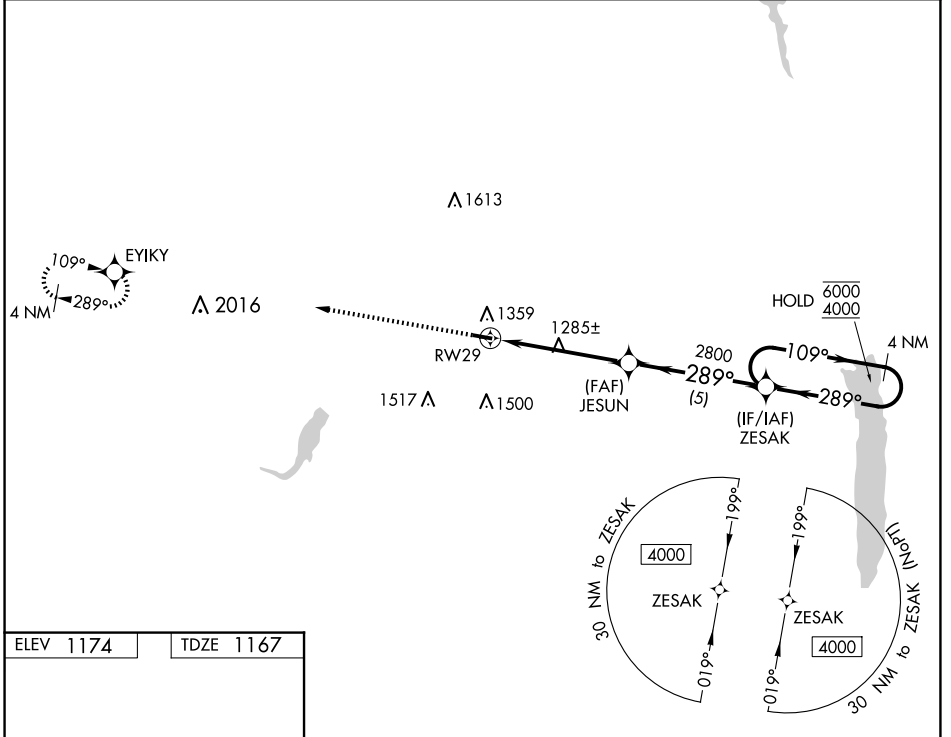 1613
109°
EYIKY
289°
4 NM
2016
1359
RW29
1285±
1517
1500
(FAF)
JESUN
2800
289°
(5)
HOLD 6000
4000
109°
4 NM
289°
(IF/IAF)
ZESAK
30 NM to ZESAK
4000
199°
ZESAK
019°
199°
ZESAK
4000
019°
30 NM to ZESAK (NoPT)
ELEV 1174
TDZE 1167